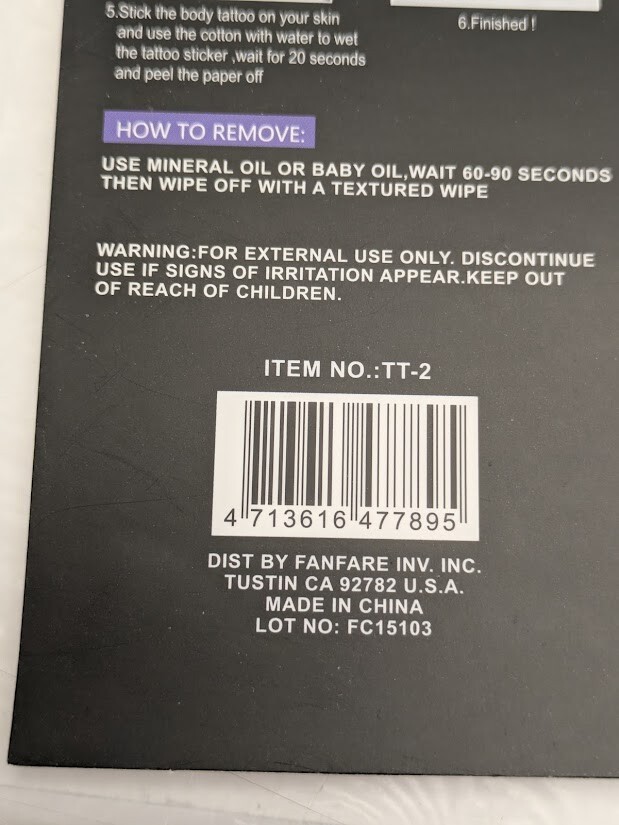 5.Stick the body tattoo on your skin
and use the cotton with water to wet
the tattoo sticker ,wait for 20 seconds
and peel the paper off
6.Finished !
HOW TO REMOVE:
USE MINERAL OIL OR BABY OIL,WAIT 60-90 SECONDS
THEN WIPE OFF WITH A TEXTURED WIPE
WARNING:FOR EXTERNAL USE ONLY. DISCONTINUE
USE IF SIGNS OF IRRITATION APPEAR.KEEP OUT
OF REACH OF CHILDREN.
ITEM NO.:TT-2
4 713616 477895
DIST BY FANFARE INV. INC.
TUSTIN CA 92782 U.S.A.
MADE IN CHINA
LOT NO: FC15103